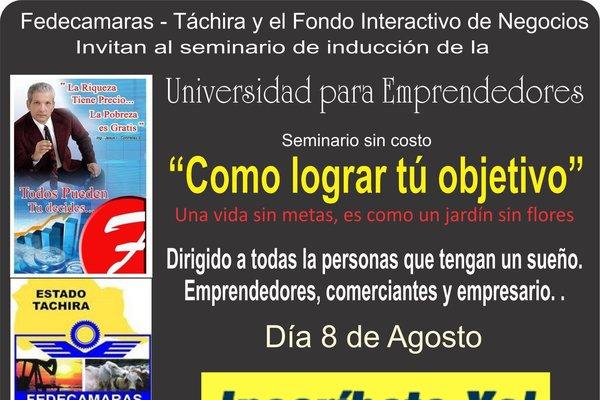 Fedecamaras - Táchira y el Fondo Interactivo de Negocios
Invitan al seminario de inducción de la
Universidad para Emprendedores
"La Riqueza
Tiene Precio...
La Pobreza
es Gratis"
Todos Pueden
Tu decides...
Seminario sin costo
“Como lograr tú objetivo”
Una vida sin metas, es como un jardín sin flores
Dirigido a todas la personas que tengan un sueño.
Emprendedores, comerciantes y empresario. .
Día 8 de Agosto
ESTADO
TACHIRA
FEDECAMARAS
Inscríbete Ya!